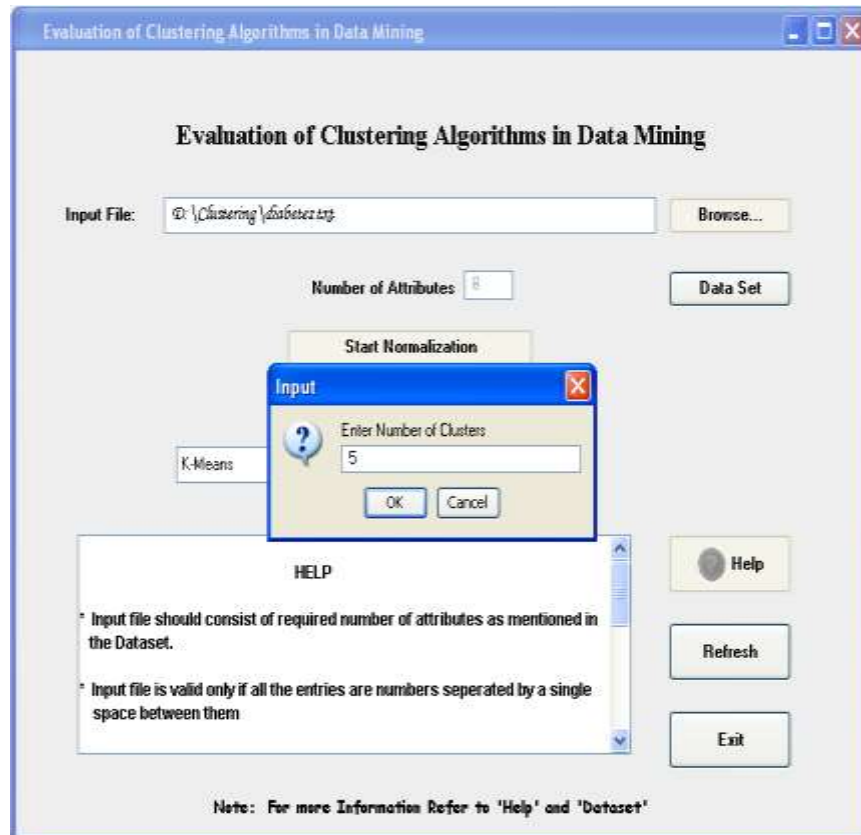 Evaluation of Clustering Algorithms in Data Mining
Evaluation of Clustering Algorithms in Data Mining
Input File: D:\Clustering\diabetes.txt Browse...
Number of Attributes 8 Data Set
Start Normalization
Input
Enter Number of Clusters
5
K-Means
OK Cancel
HELP
* Input file should consist of required number of attributes as mentioned in
the Dataset.
* Input file is valid only if all the entries are numbers seperated by a single
space between them
Help
Refresh
Exit
Note: For more Information Refer to 'Help' and 'Dataset'